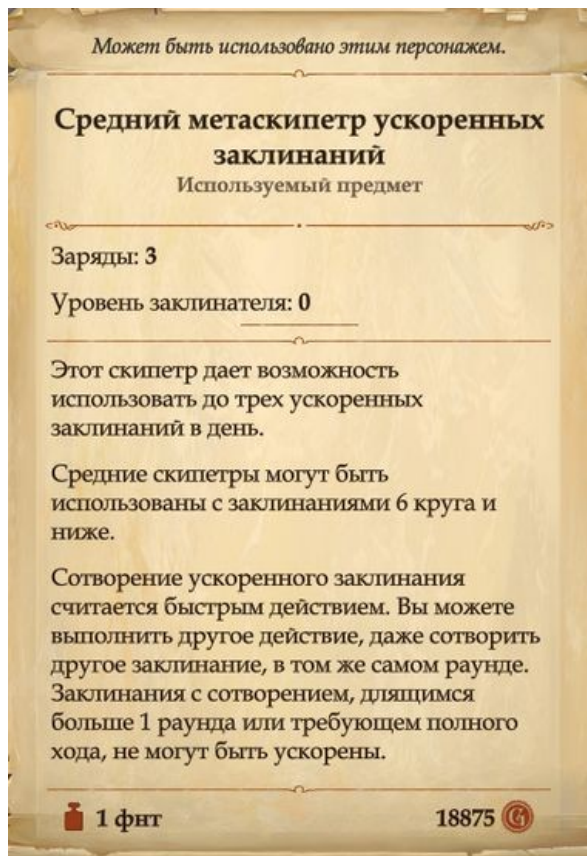 Может быть использовано этим персонажем.
Средний метаскипетр ускоренных
заклинаний
Используемый предмет
Заряды: 3
Уровень заклинателя: 0
Этот скипетр дает возможность
использовать до трех ускоренных
заклинаний в день.
Средние скипетры могут быть
использованы с заклинаниями 6 круга и
ниже.
Сотворение ускоренного заклинания
считается быстрым действием. Вы можете
выполнить другое действие, даже сотворить
другое заклинание, в том же самом раунде.
Заклинания с сотворением, длящимся
больше 1 раунда или требующем полного
хода, не могут быть ускорены.
1 фнт 18875